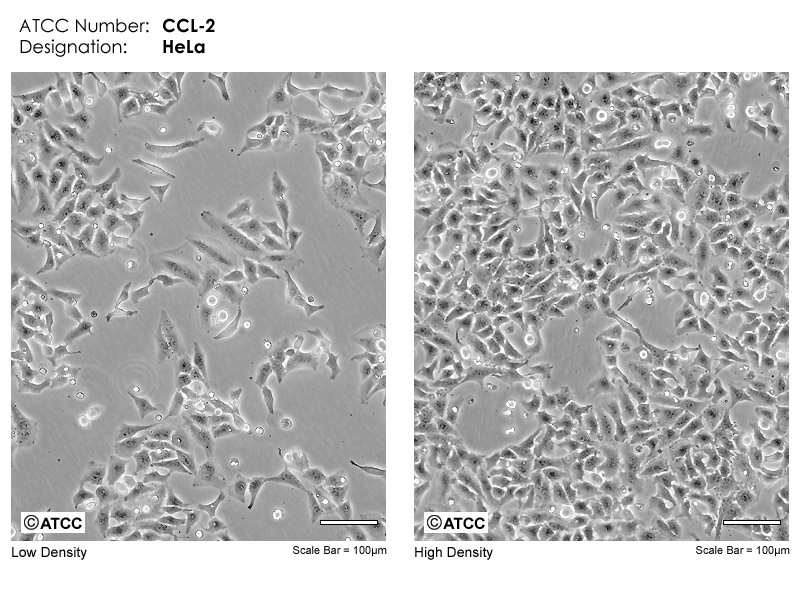 ATCC Number: CCL-2
Designation: HeLa
©ATCC
©ATCC
Low Density
Scale Bar = 100µm
High Density
Scale Bar = 100µm